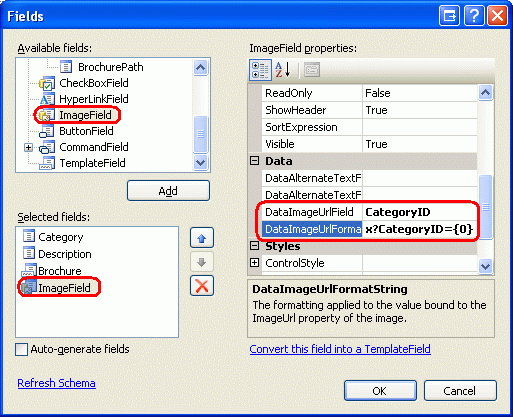 Fields
Available fields:
BrochurePath
CheckBoxField
HyperLinkField
ImageField
ButtonField
CommandField
TemplateField
Add
Selected fields:
Category
Description
Brochure
ImageField
Auto-generate fields
Refresh Schema
ImageField properties:
ReadOnly False
ShowHeader True
SortExpression
Visible True
Data
DataAlternateTextF
DataAlternateTextF
DataImageUrlField CategoryID
DataImageUrlForma x?CategoryID={0}
Styles
ControlStyle
DataImageUrlFormatString
The formatting applied to the value bound to the
ImageUrl property of the image.
Convert this field into a TemplateField
OK
Cancel